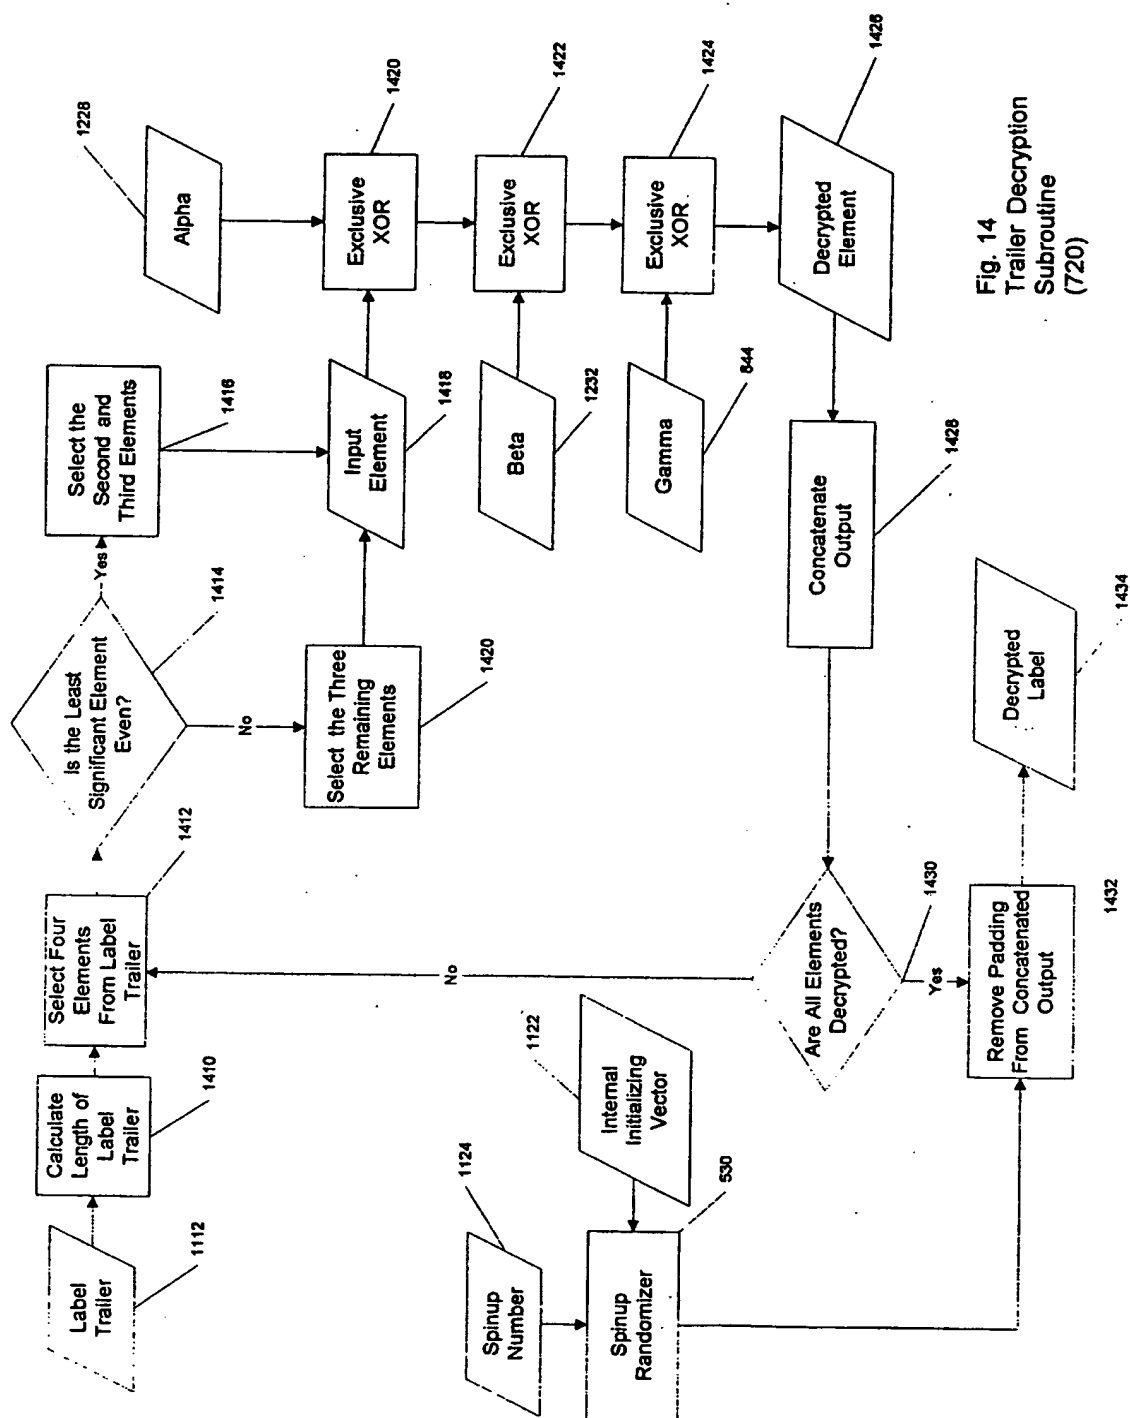 Label
Trailer
1112
Calculate
Length of
Label
Trailer
1410
Select Four
Elements
From Label
Trailer
1412
Is the Least
Significant Element
Even?
1414
Yes
No
Select the
Second and
Third Elements
1416
Select the Three
Remaining
Elements
1420
Input
Element
1418
Alpha
1228
Exclusive
XOR
1420
Beta
1232
Exclusive
XOR
1422
Gamma
844
Exclusive
XOR
1424
Decrypted
Element
1426
Concatenate
Output
1428
Are All Elements
Decrypted?
1430
No
Yes
Spinup
Number
1124
Internal
Initializing
Vector
1122
Spinup
Randomizer
530
Remove Padding
From Concatenated
Output
1432
Decrypted
Label
1434
Fig. 14
Trailer Decryption
Subroutine
(720)